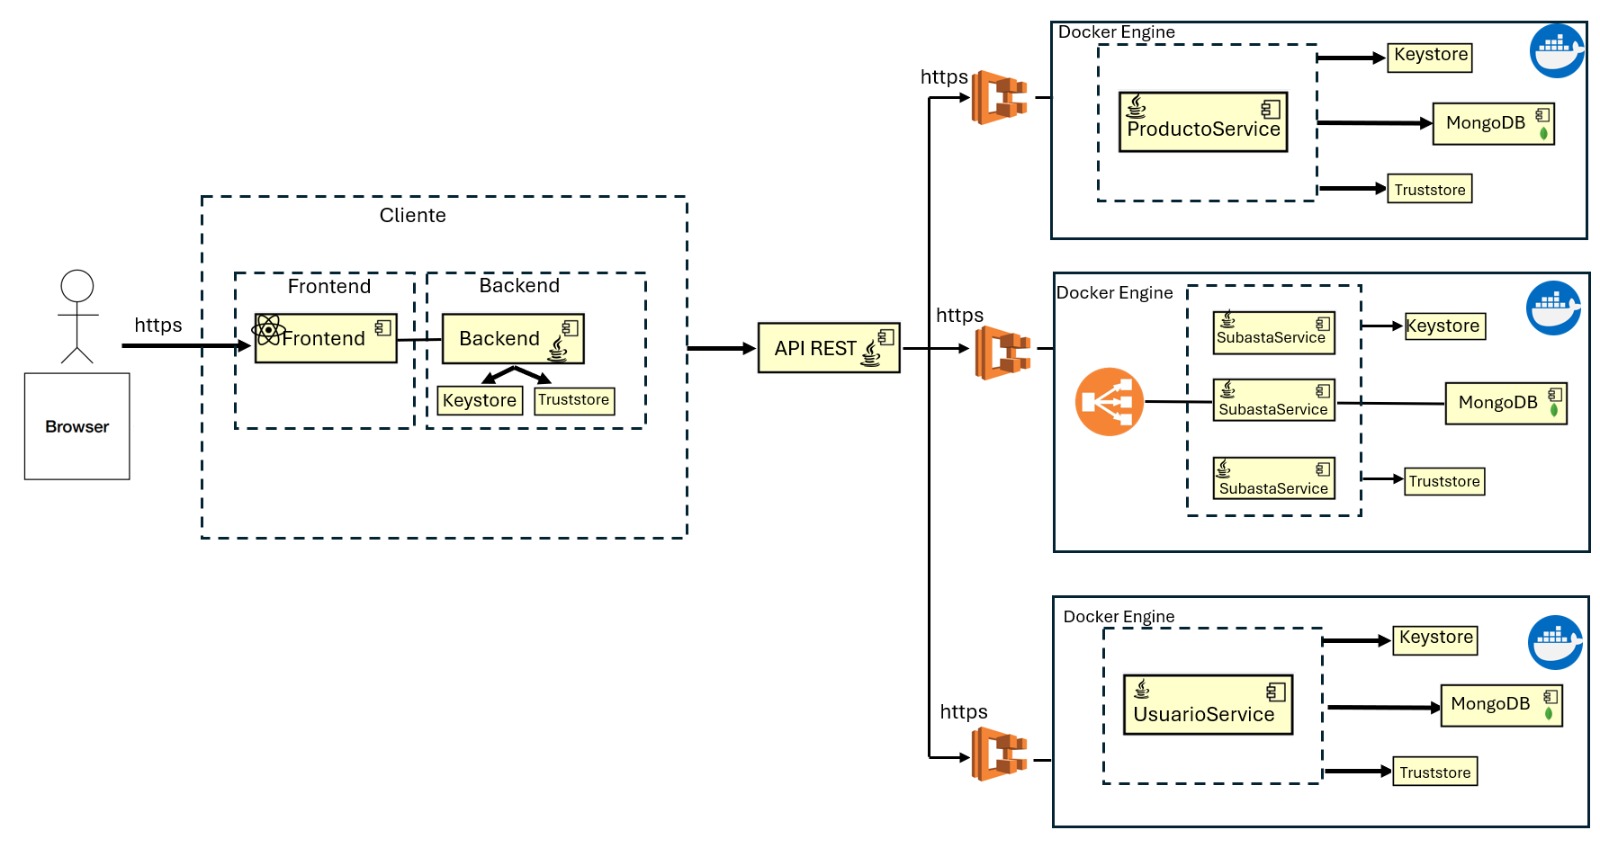 Browser
https
Cliente
Frontend
Frontend
Backend
Backend
Keystore
Truststore
API REST
https
Docker Engine
ProductoService
Keystore
MongoDB
Truststore
https
Docker Engine
SubastaService
SubastaService
SubastaService
Keystore
MongoDB
Truststore
https
Docker Engine
UsuarioService
Keystore
MongoDB
Truststore